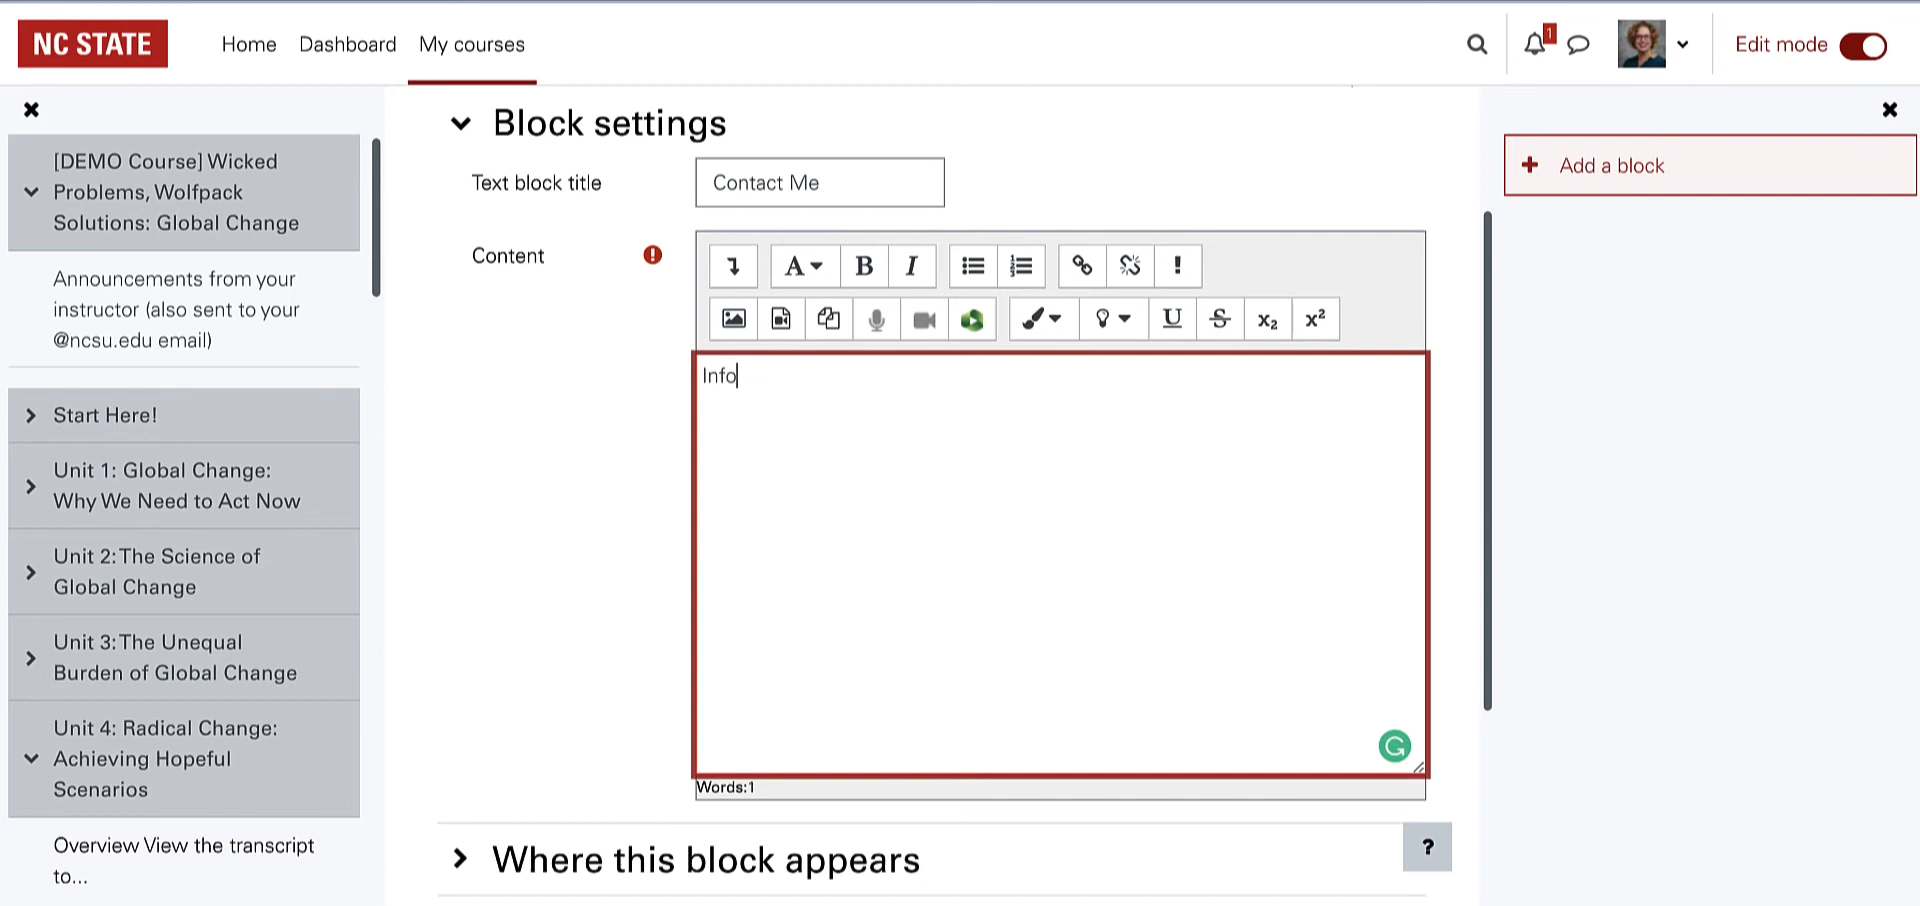 NC STATE
Home
Dashboard
My courses
1
Edit mode
[DEMO Course] Wicked
Problems, Wolfpack
Solutions: Global Change
Announcements from your
instructor (also sent to your
@ncsu.edu email)
Start Here!
Unit 1: Global Change:
Why We Need to Act Now
Unit 2: The Science of
Global Change
Unit 3: The Unequal
Burden of Global Change
Unit 4: Radical Change:
Achieving Hopeful
Scenarios
Overview View the transcript
to...
Block settings
Text block title
Contact Me
Content
!
A
B
I
!
U
S
x₂
x²
Info
G
Words:1
Where this block appears
?
+ Add a block